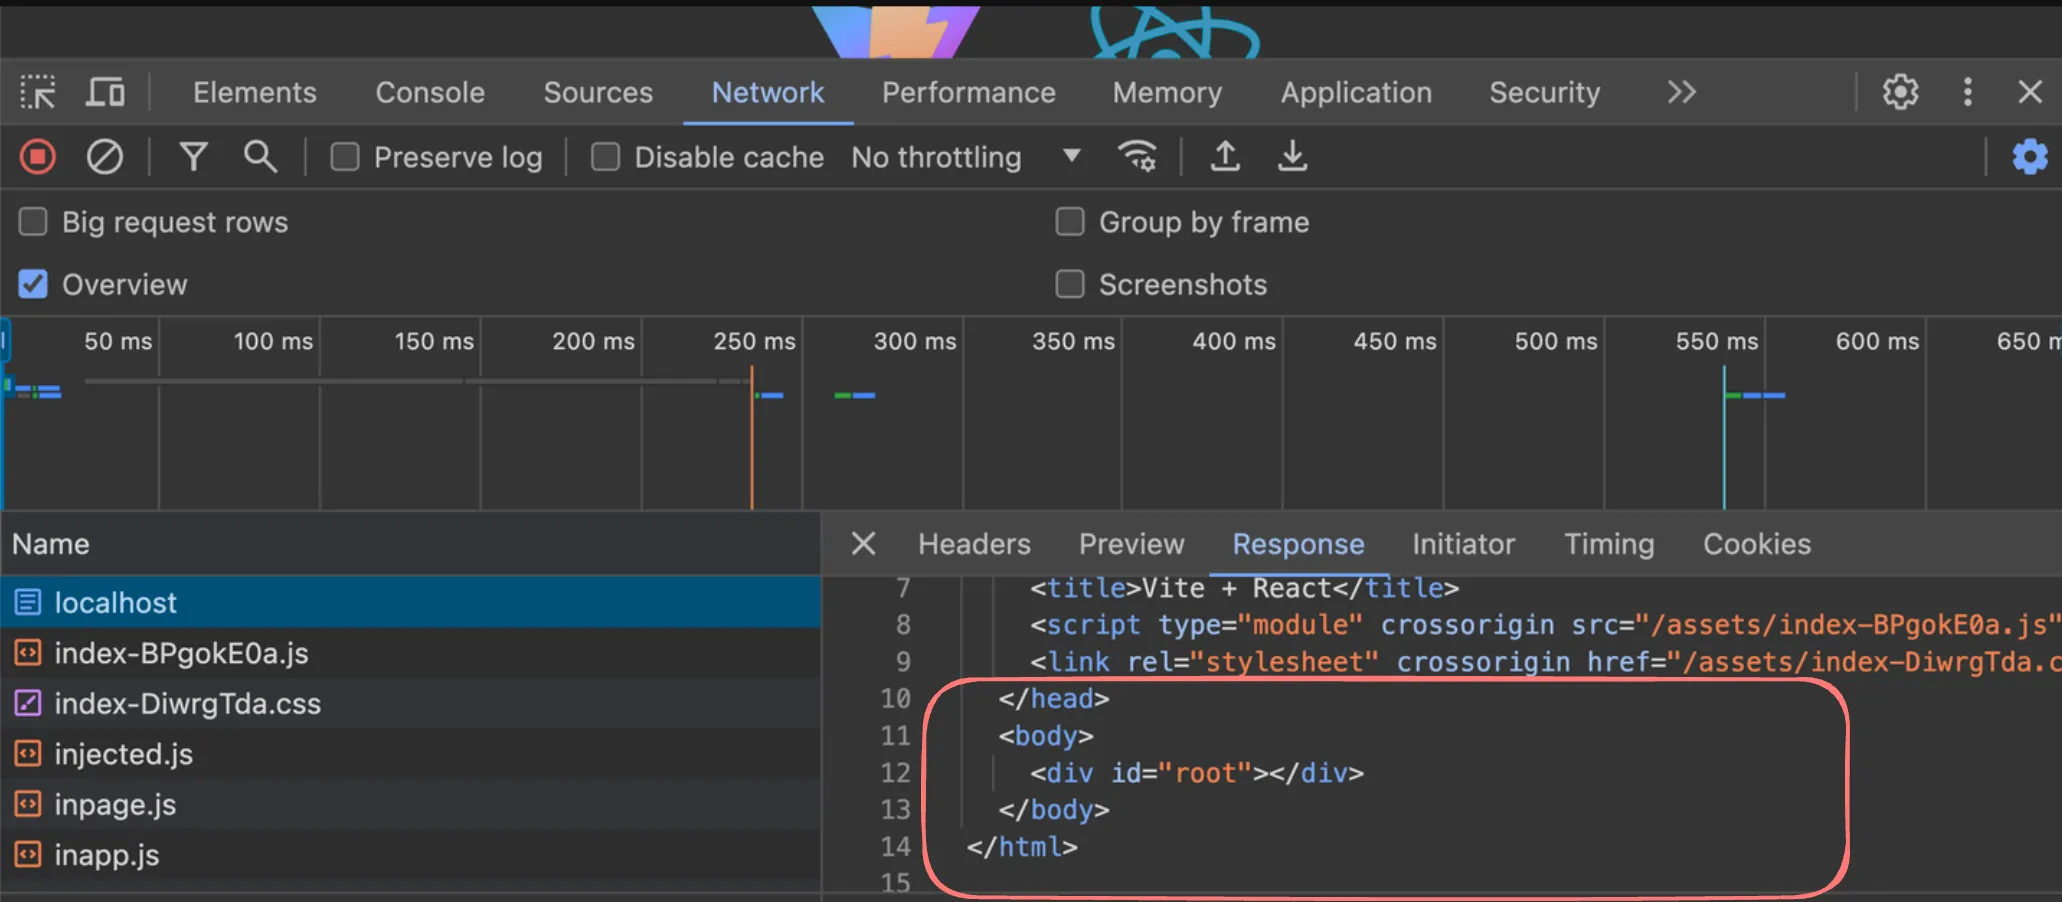 Elements Console Sources Network Performance Memory Application Security
Preserve log Disable cache No throttling
Big request rows Group by frame
Overview Screenshots
50 ms 100 ms 150 ms 200 ms 250 ms 300 ms 350 ms 400 ms 450 ms 500 ms 550 ms 600 ms 650 m
Name
localhost
index-BPgokE0a.js
index-DiwrgTda.css
injected.js
inpage.js
inapp.js
Headers Preview Response Initiator Timing Cookies
7 <title>Vite + React</title>
8 <script type="module" crossorigin src="/assets/index-BPgokE0a.js"
9 <link rel="stylesheet" crossorigin href="/assets/index-DiwrgTda.c
10 </head>
11 <body>
12 <div id="root"></div>
13 </body>
14 </html>
15